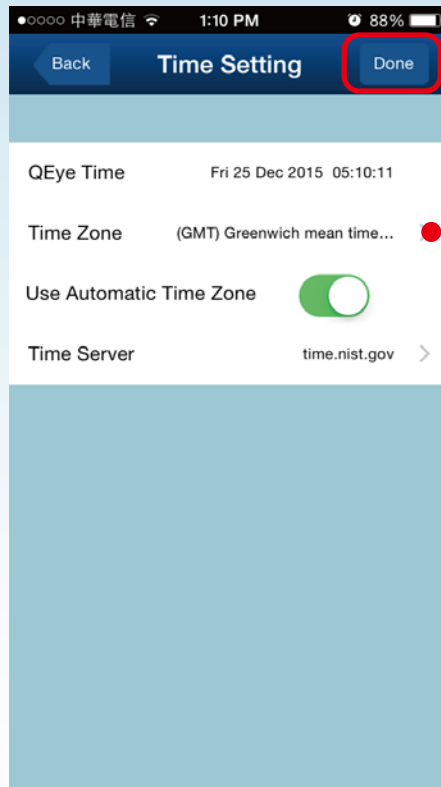 中華電信 1:10 PM 88%
Back Time Setting Done
QEye Time Fri 25 Dec 2015 05:10:11
Time Zone (GMT) Greenwich mean time...
Use Automatic Time Zone
Time Server time.nist.gov